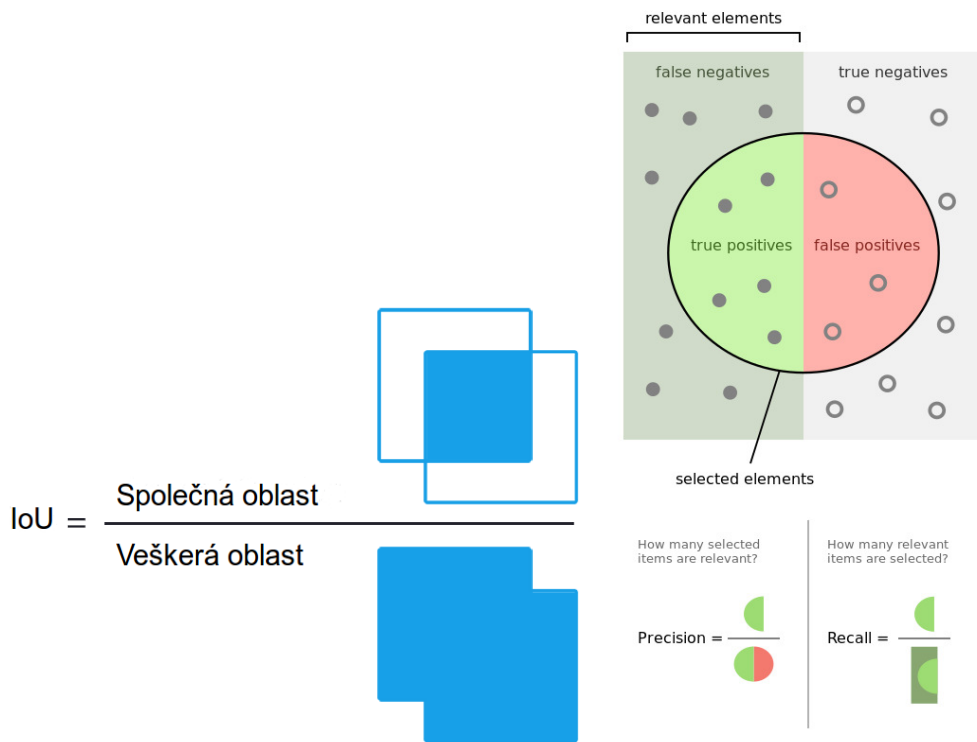 IoU =
Společná oblast
Veškerá oblast
relevant elements
false negatives
true negatives
true positives
false positives
selected elements
How many selected
items are relevant?
Precision =
How many relevant
items are selected?
Recall =